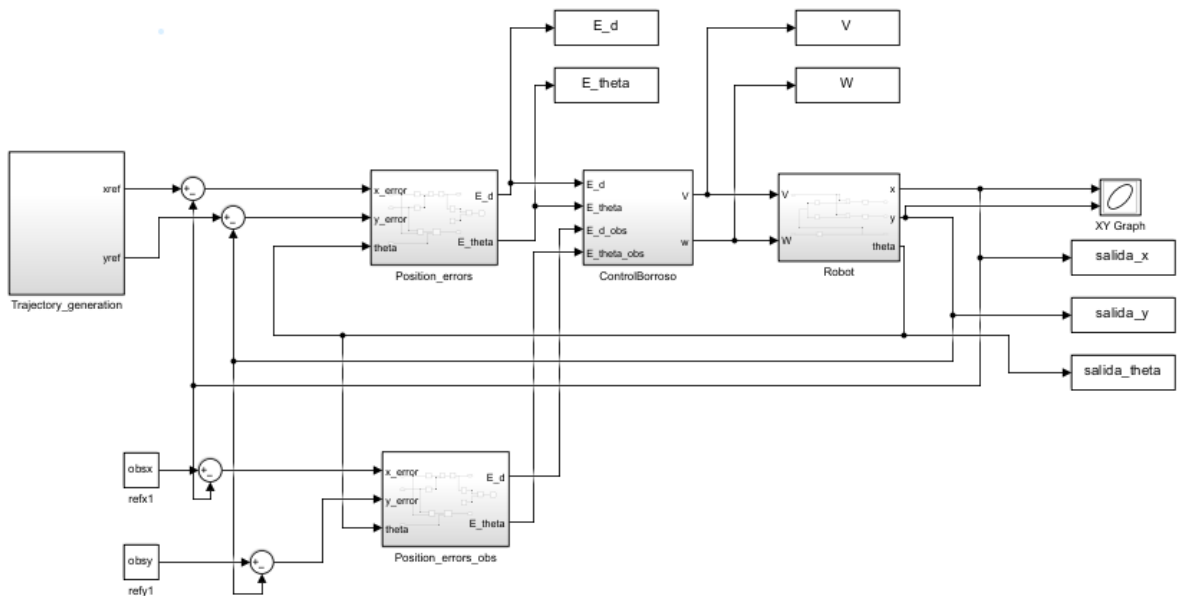 E_d
V
E_theta
W
Trajectory_generation
xref
yref
+
-
+
-
x_error
y_error
theta
E_d
E_theta
Position_errors
E_d
E_theta
E_d_obs
E_theta_obs
V
w
ControlBorroso
V
W
x
y
theta
Robot
XY Graph
salida_x
salida_y
salida_theta
obsx
refx1
+
-
obsy
refy1
+
-
x_error
y_error
theta
E_d
E_theta
Position_errors_obs